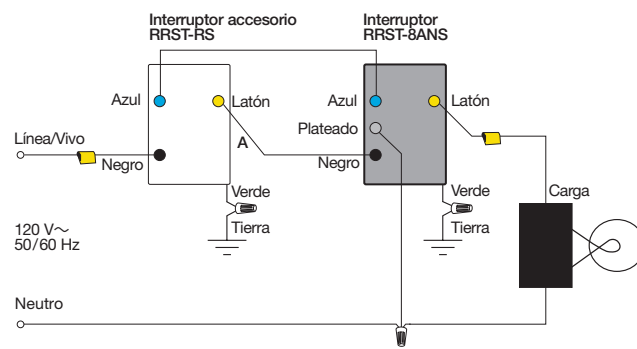 Interruptor accesorio
RRST-RS
Interruptor
RRST-8ANS
Azul
Latón
Azul
Latón
Plateado
Línea/Vivo
A
Negro
Negro
Verde
Verde
Carga
Tierra
Tierra
120 V~
50/60 Hz
Neutro